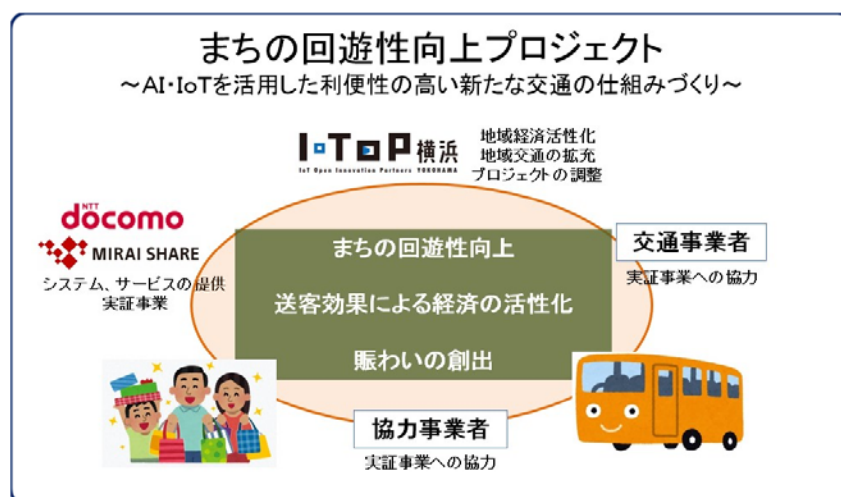 まちの回遊性向上プロジェクト
～AI・IoTを活用した利便性の高い新たな交通の仕組みづくり～
I・TOP横浜
IoT Open Innovation Partners YOKOHAMA
地域経済活性化
地域交通の拡充
プロジェクトの調整
NTT
docomo
MIRAI SHARE
システム、サービスの提供
実証事業
まちの回遊性向上
送客効果による経済の活性化
賑わいの創出
交通事業者
実証事業への協力
協力事業者
実証事業への協力